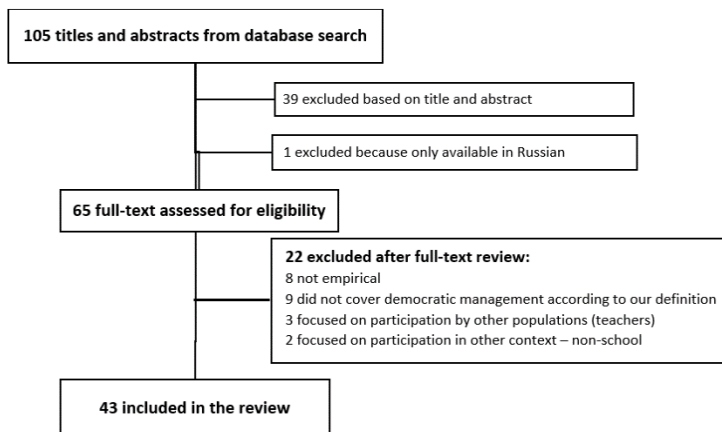 105 titles and abstracts from database search
39 excluded based on title and abstract
1 excluded because only available in Russian
65 full-text assessed for eligibility
22 excluded after full-text review:
8 not empirical
9 did not cover democratic management according to our definition
3 focused on participation by other populations (teachers)
2 focused on participation in other context – non-school
43 included in the review